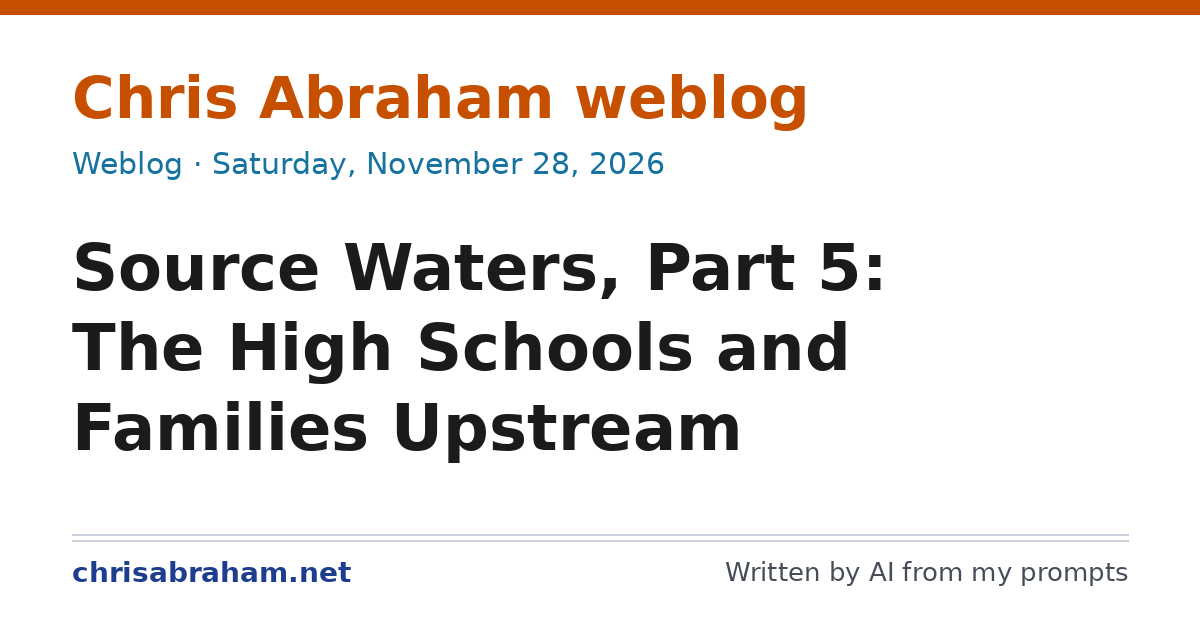 Chris Abraham weblog
Weblog · Saturday, November 28, 2026
Source Waters, Part 5:
The High Schools and
Families Upstream
chrisabraham.net
Written by AI from my prompts